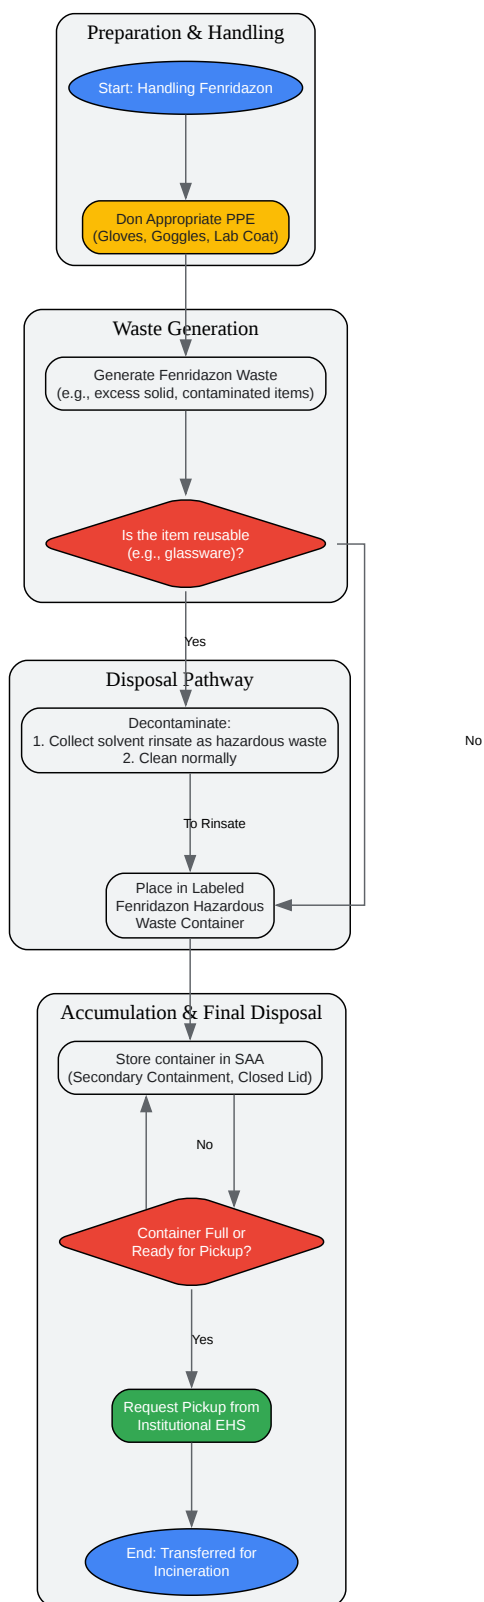 Preparation & Handling
Start: Handling Fenridazon
Don Appropriate PPE
(Gloves, Goggles, Lab Coat)
Waste Generation
Generate Fenridazon Waste
(e.g., excess solid, contaminated items)
Is the item reusable
(e.g., glassware)?
Yes
No
Disposal Pathway
Decontaminate:
1. Collect solvent rinsate as hazardous waste
2. Clean normally
To Rinsate
Place in Labeled
Fenridazon Hazardous
Waste Container
Accumulation & Final Disposal
Store container in SAA
(Secondary Containment, Closed Lid)
No
Container Full or
Ready for Pickup?
Yes
Request Pickup from
Institutional EHS
End: Transferred for
Incineration